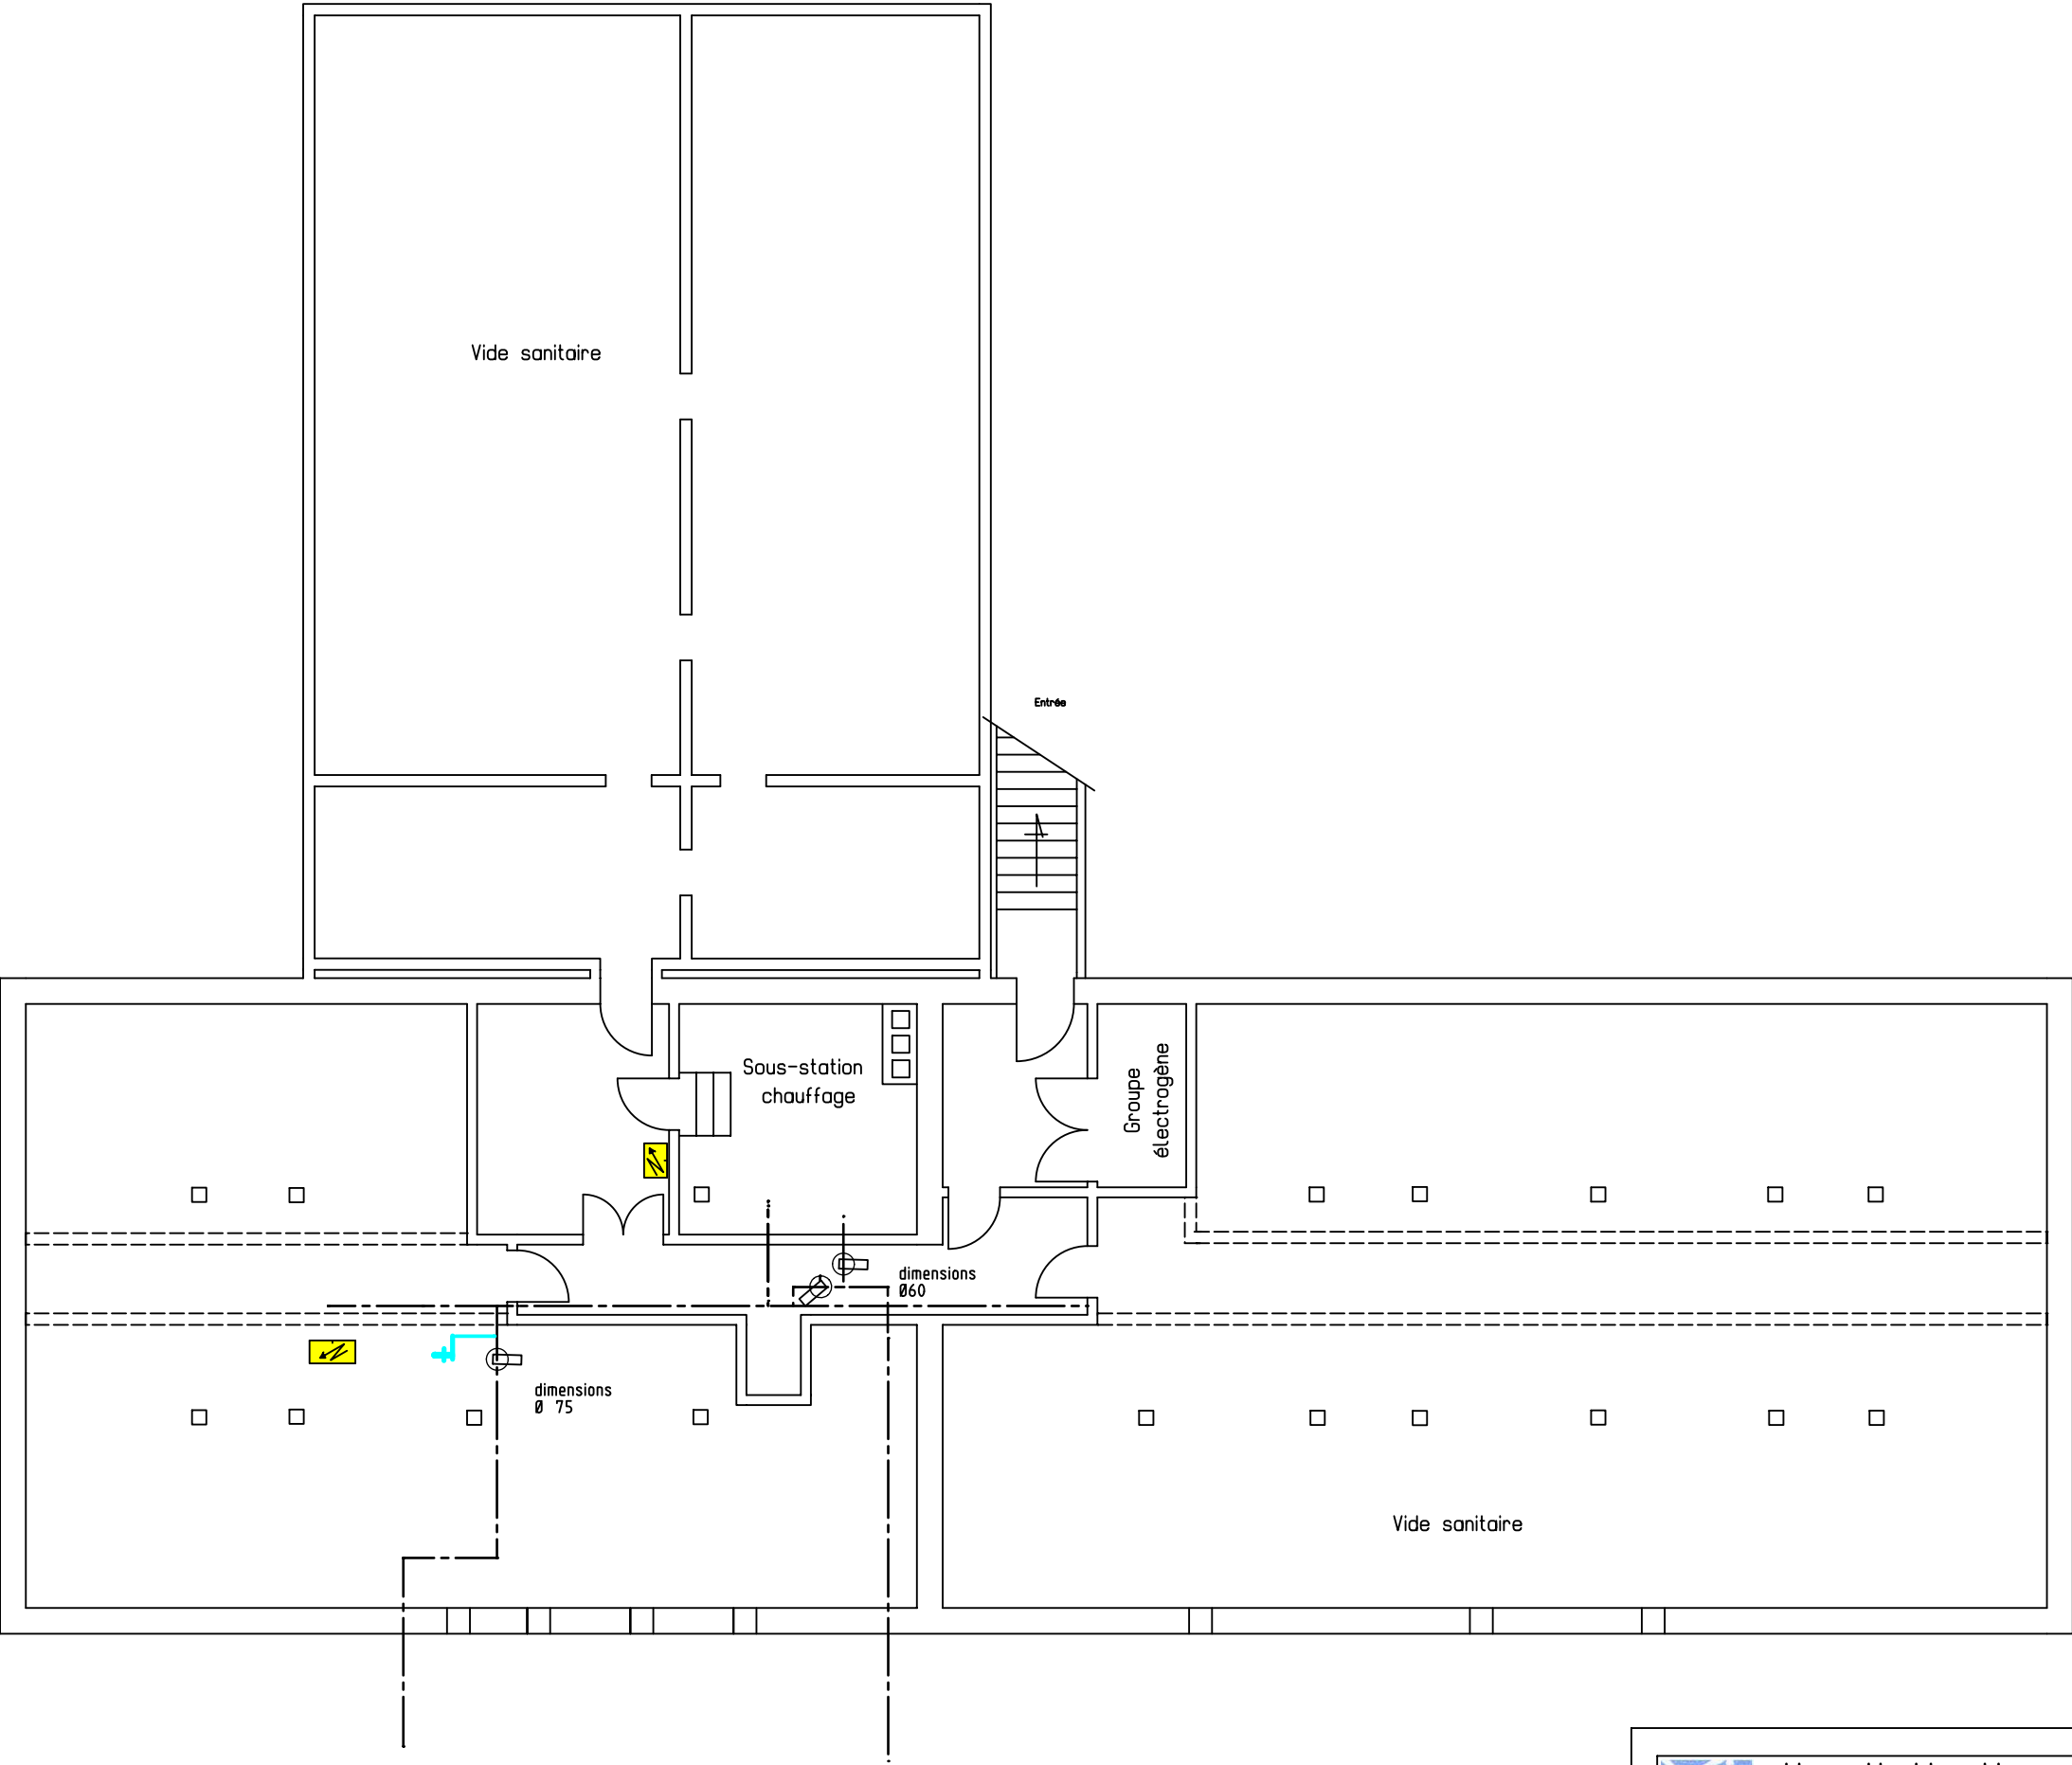 Vide sanitaire
Entrée
Sous-station
chauffage
Groupe
électrogène
dimensions
Ø60
dimensions
Ø 75
Vide sanitaire